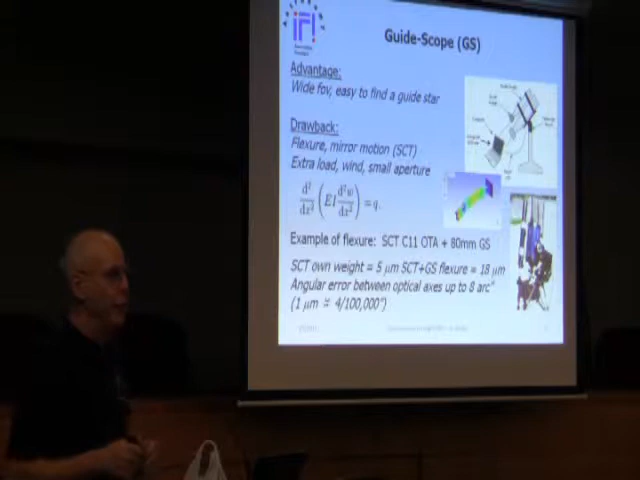 iF!
Guide-Scope (GS)
Advantage:
Wide fov, easy to find a guide star
Drawback:
Flexure, mirror motion (SCT)
Extra load, wind, small aperture
d²/dx² (EI d²w/dx²) = q.
Example of flexure: SCT C11 OTA + 80mm GS
SCT own weight = 5 µm SCT+GS flexure = 18 µm
Angular error between optical axes up to 8 arc"
(1 µm ≅ 4/100,000")